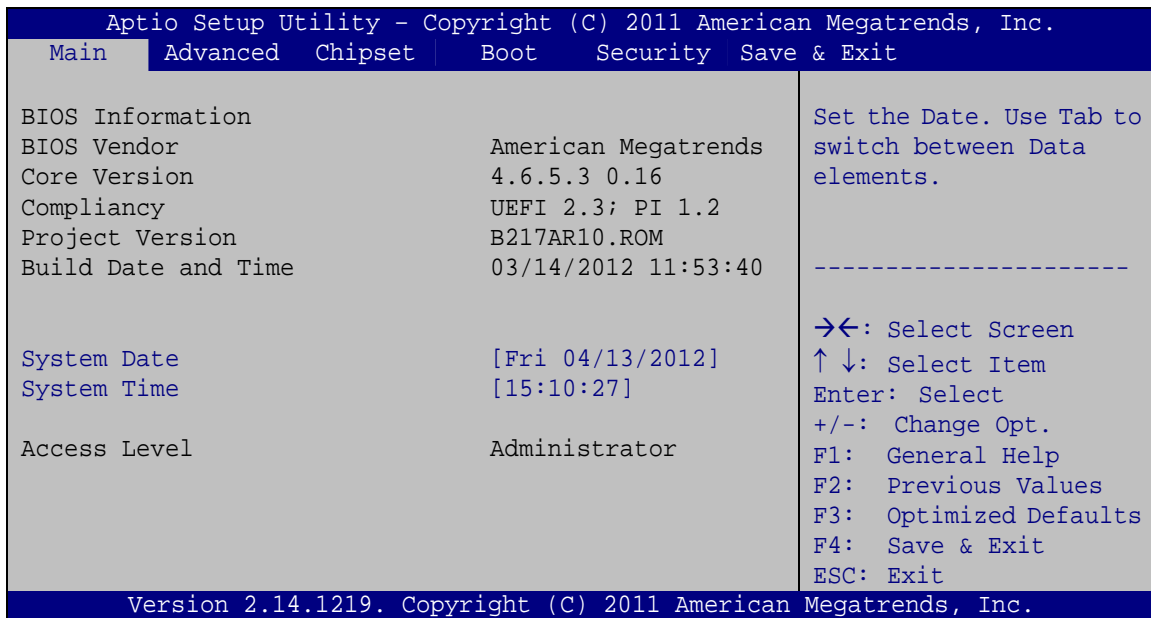 Aptio Setup Utility – Copyright (C) 2011 American Megatrends, Inc.
Main Advanced Chipset Boot Security Save & Exit
BIOS Information
BIOS Vendor American Megatrends
Core Version 4.6.5.3 0.16
Compliancy UEFI 2.3; PI 1.2
Project Version B217AR10.ROM
Build Date and Time 03/14/2012 11:53:40
System Date [Fri 04/13/2012]
System Time [15:10:27]
Access Level Administrator
Set the Date. Use Tab to
switch between Data
elements.
----------------------
→←: Select Screen
↑ ↓: Select Item
Enter: Select
+/-: Change Opt.
F1: General Help
F2: Previous Values
F3: Optimized Defaults
F4: Save & Exit
ESC: Exit
Version 2.14.1219. Copyright (C) 2011 American Megatrends, Inc.